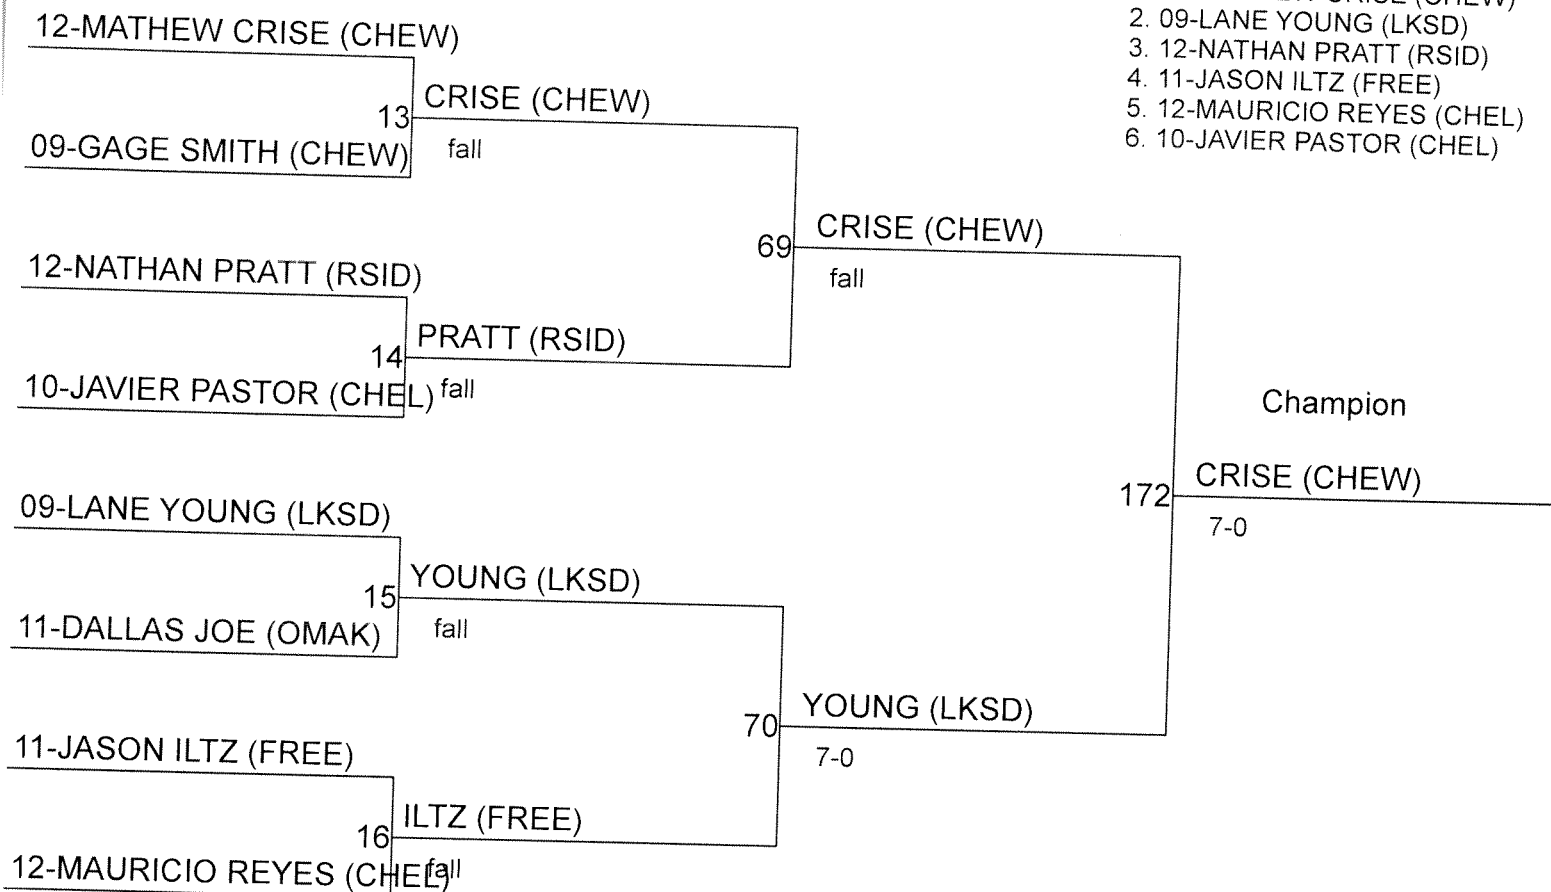 CRISE (CHEW)
2. 09-LANE YOUNG (LKSD)
3. 12-NATHAN PRATT (RSID)
4. 11-JASON ILTZ (FREE)
5. 12-MAURICIO REYES (CHEL)
6. 10-JAVIER PASTOR (CHEL)
12-MATHEW CRISE (CHEW)
13 CRISE (CHEW)
fall
09-GAGE SMITH (CHEW)
69 CRISE (CHEW)
fall
12-NATHAN PRATT (RSID)
14 PRATT (RSID)
fall
10-JAVIER PASTOR (CHEL)
Champion
172 CRISE (CHEW)
7-0
09-LANE YOUNG (LKSD)
15 YOUNG (LKSD)
fall
11-DALLAS JOE (OMAK)
70 YOUNG (LKSD)
7-0
11-JASON ILTZ (FREE)
16 ILTZ (FREE)
fall
12-MAURICIO REYES (CHEL)